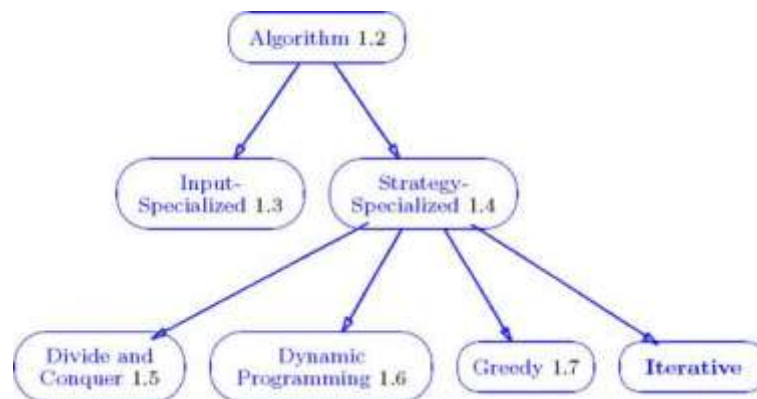 Algorithm 1.2
Input-
Specialized 1.3
Strategy-
Specialized 1.4
Divide and
Conquer 1.5
Dynamic
Programming 1.6
Greedy 1.7
Iterative